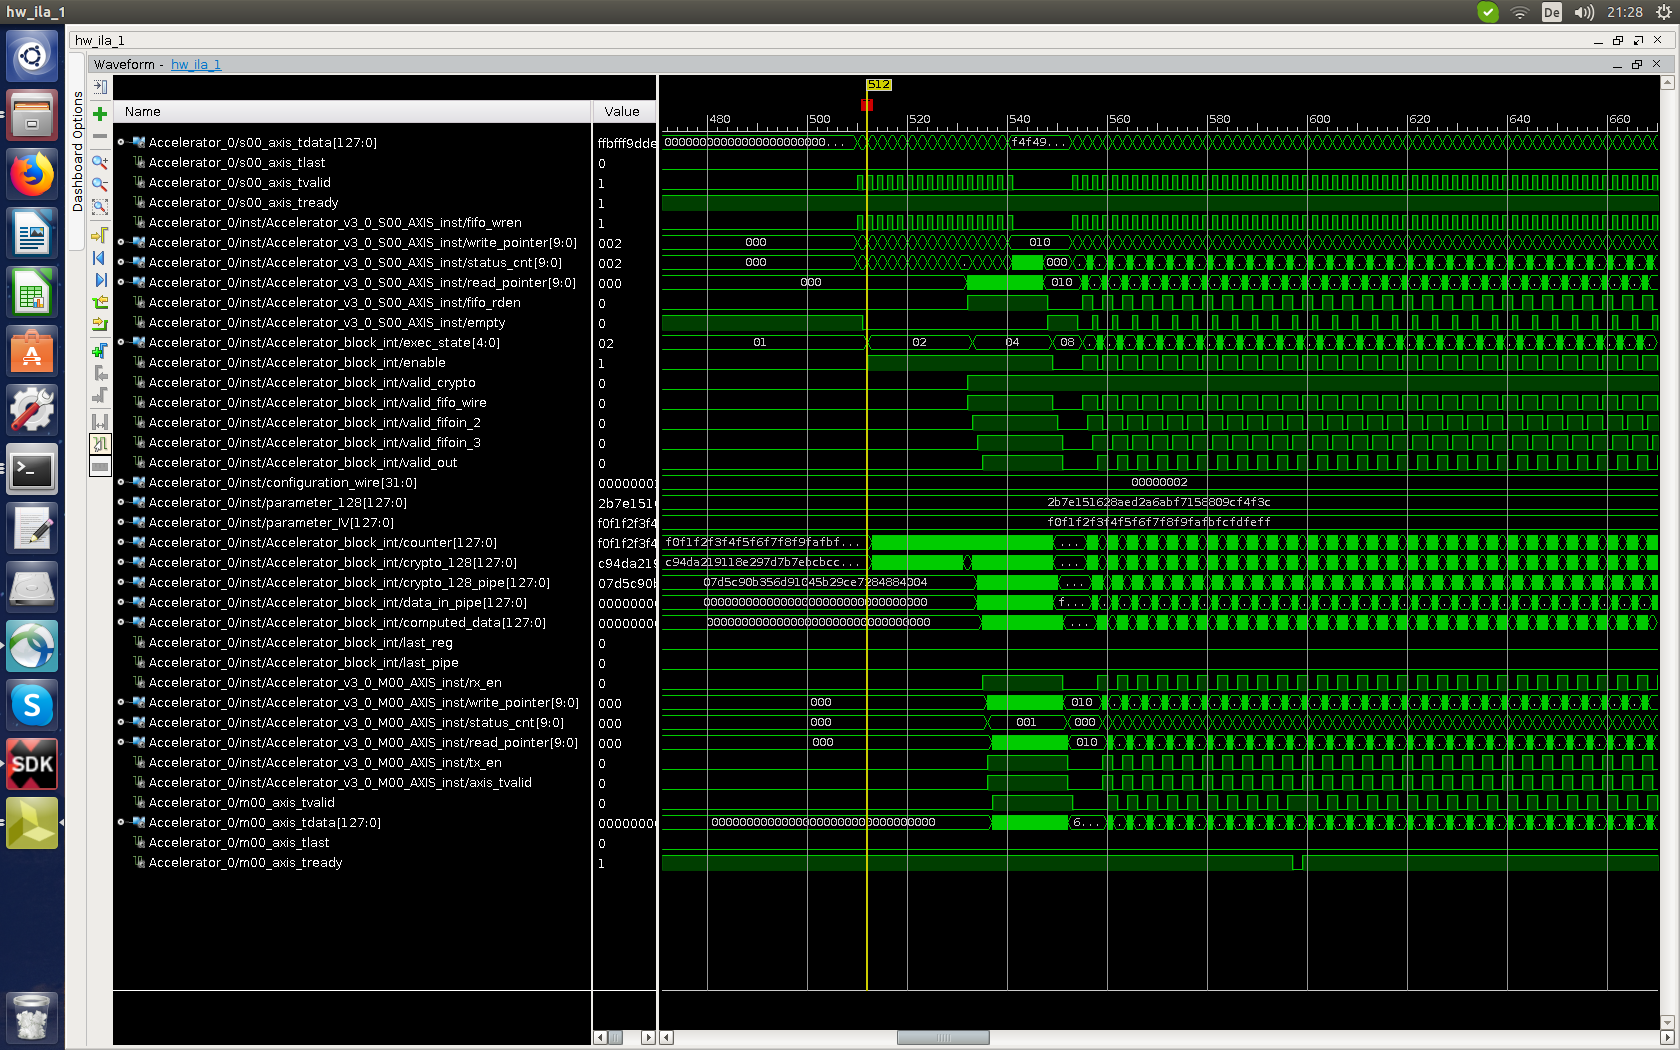 hw_ila_1
De
21:28
hw_ila_1
Waveform - hw_ila_1
Dashboard Options
512
Name Value
480 500 520 540 560 580 600 620 640 660
Accelerator_0/s00_axis_tdata[127:0] ffbfff9dde f4f49...
Accelerator_0/s00_axis_tlast 0
Accelerator_0/s00_axis_tvalid 1
Accelerator_0/s00_axis_tready 1
Accelerator_0/inst/Accelerator_v3_0_S00_AXIS_inst/fifo_wren 1
Accelerator_0/inst/Accelerator_v3_0_S00_AXIS_inst/write_pointer[9:0] 002 000 010
Accelerator_0/inst/Accelerator_v3_0_S00_AXIS_inst/status_cnt[9:0] 002 000 000
Accelerator_0/inst/Accelerator_v3_0_S00_AXIS_inst/read_pointer[9:0] 000 000 010
Accelerator_0/inst/Accelerator_v3_0_S00_AXIS_inst/fifo_rden 0
Accelerator_0/inst/Accelerator_v3_0_S00_AXIS_inst/empty 0
Accelerator_0/inst/Accelerator_block_int/exec_state[4:0] 02 01 02 04 08
Accelerator_0/inst/Accelerator_block_int/enable 1
Accelerator_0/inst/Accelerator_block_int/valid_crypto 0
Accelerator_0/inst/Accelerator_block_int/valid_fifo_wire 0
Accelerator_0/inst/Accelerator_block_int/valid_fifoin_2 0
Accelerator_0/inst/Accelerator_block_int/valid_fifoin_3 0
Accelerator_0/inst/Accelerator_block_int/valid_out 0
Accelerator_0/inst/configuration_wire[31:0] 00000002 00000002
Accelerator_0/inst/parameter_128[127:0] 2b7e151 2b7e151628aed2a6abf7158809cf4f3c
Accelerator_0/inst/parameter_IV[127:0] f0f1f2f3f4 f0f1f2f3f4f5f6f7f8f9fafbfcfdfeff
Accelerator_0/inst/Accelerator_block_int/counter[127:0] f0f1f2f3f4 f0f1f2f3f4f5f6f7f8f9fafbf... ...
Accelerator_0/inst/Accelerator_block_int/crypto_128[127:0] c94da219 c94da219118e297d7b7ebcbcc... ...
Accelerator_0/inst/Accelerator_block_int/crypto_128_pipe[127:0] 07d5c90b 07d5c90b356d91045b29ce7284884004 ...
Accelerator_0/inst/Accelerator_block_int/data_in_pipe[127:0] 00000000 00000000000000000000000000000000 f...
Accelerator_0/inst/Accelerator_block_int/computed_data[127:0] 00000000 00000000000000000000000000000000 ...
Accelerator_0/inst/Accelerator_block_int/last_reg 0
Accelerator_0/inst/Accelerator_block_int/last_pipe 0
Accelerator_0/inst/Accelerator_v3_0_M00_AXIS_inst/rx_en 0
Accelerator_0/inst/Accelerator_v3_0_M00_AXIS_inst/write_pointer[9:0] 000 000 010
Accelerator_0/inst/Accelerator_v3_0_M00_AXIS_inst/status_cnt[9:0] 000 000 001 000
Accelerator_0/inst/Accelerator_v3_0_M00_AXIS_inst/read_pointer[9:0] 000 000 010
Accelerator_0/inst/Accelerator_v3_0_M00_AXIS_inst/tx_en 0
Accelerator_0/inst/Accelerator_v3_0_M00_AXIS_inst/axis_tvalid 0
Accelerator_0/m00_axis_tvalid 0
Accelerator_0/m00_axis_tdata[127:0] 00000000 00000000000000000000000000000000 6...
Accelerator_0/m00_axis_tlast 0
Accelerator_0/m00_axis_tready 1
S
SDK